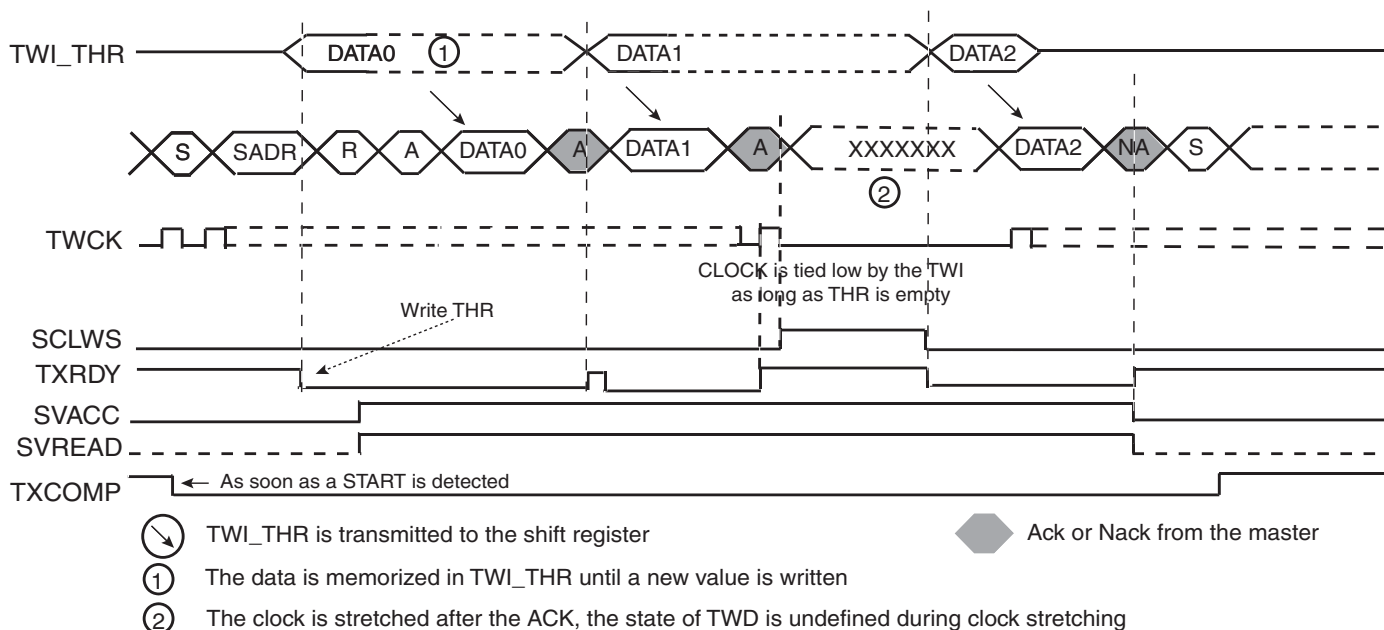 TWI_THR DATA0 1 DATA1 DATA2
S SADR R A DATA0 A DATA1 A XXXXXXX DATA2 NA S
2
TWCK
CLOCK is tied low by the TWI
as long as THR is empty
Write THR
SCLWS
TXRDY
SVACC
SVREAD
TXCOMP As soon as a START is detected
TWI_THR is transmitted to the shift register Ack or Nack from the master
1 The data is memorized in TWI_THR until a new value is written
2 The clock is stretched after the ACK, the state of TWD is undefined during clock stretching